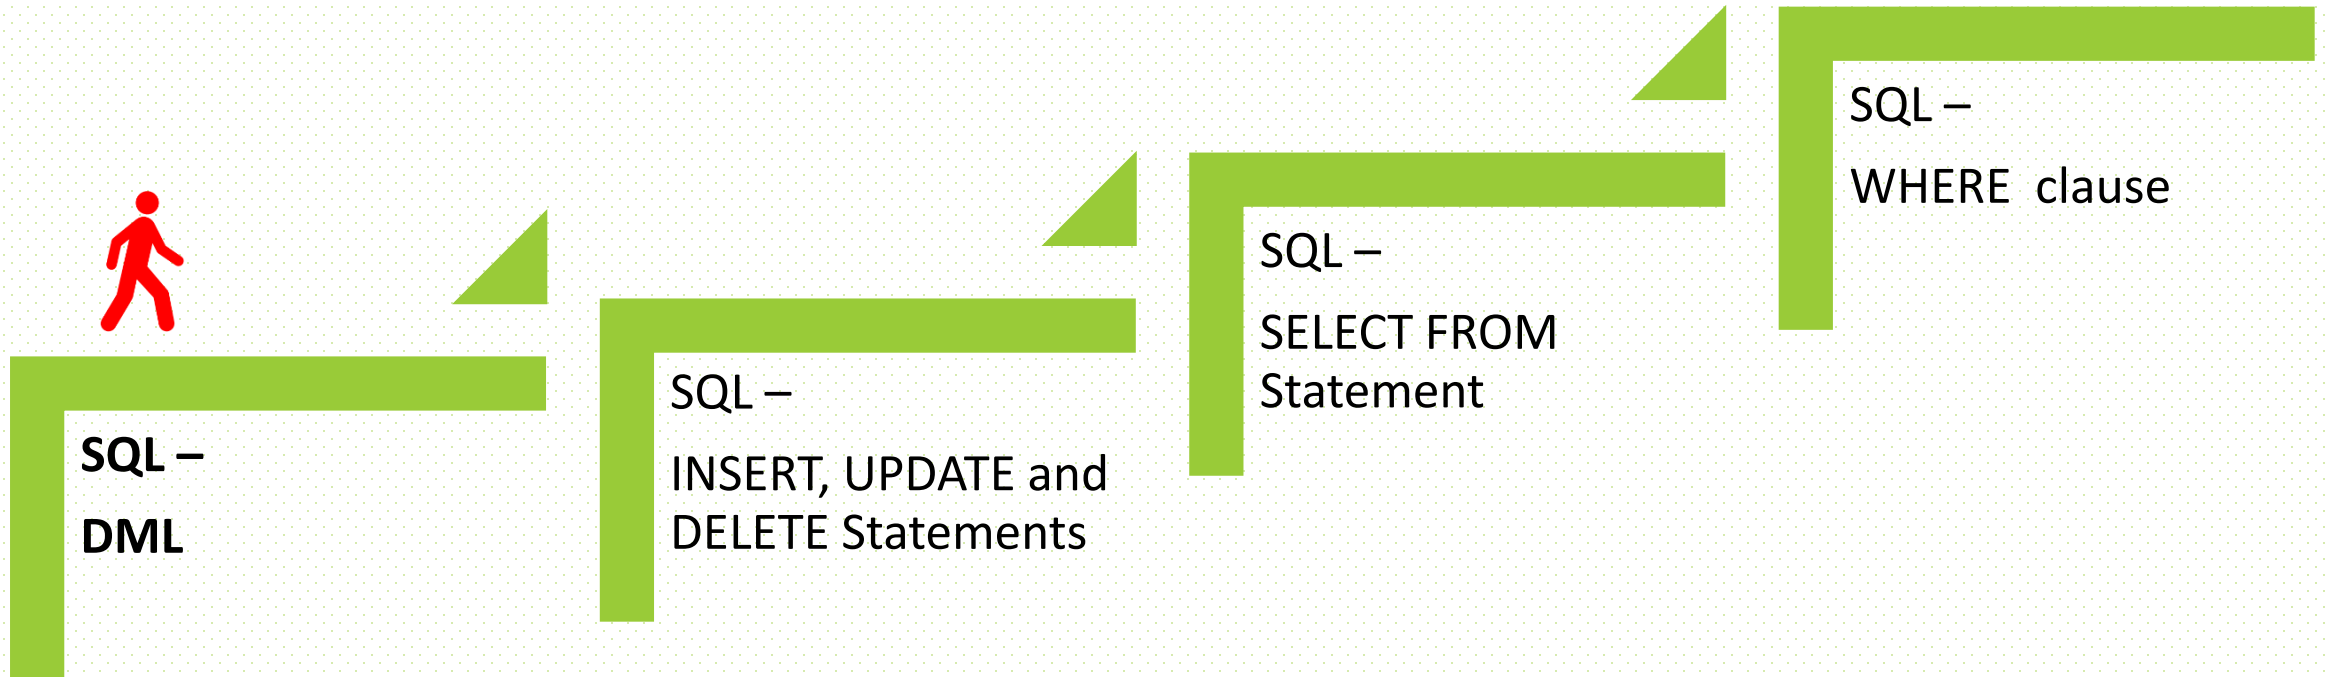 SQL –
DML
SQL –
INSERT, UPDATE and
DELETE Statements
SQL –
SELECT FROM
Statement
SQL –
WHERE  clause